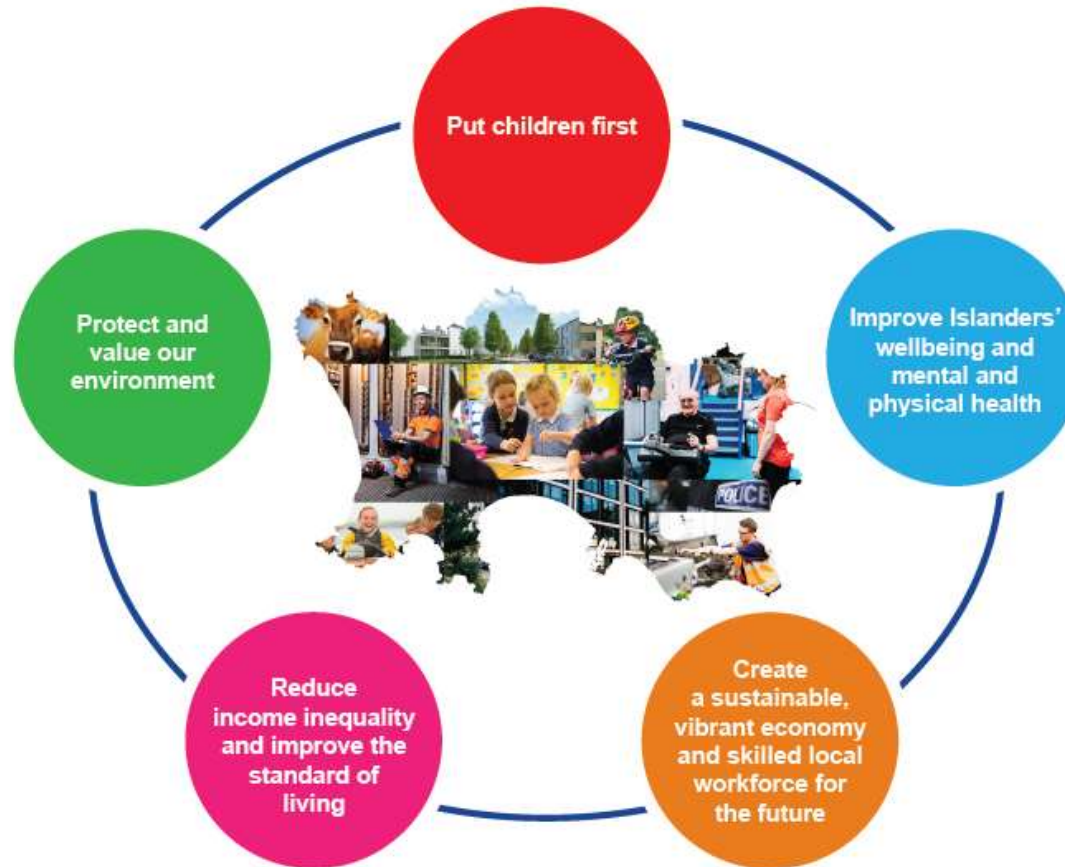 Put children first
Improve Islanders’
wellbeing and
mental and
physical health
Create
a sustainable,
vibrant economy
and skilled local
workforce for
the future
Reduce
income inequality
and improve the
standard of
living
Protect and
value our
environment
POLICE